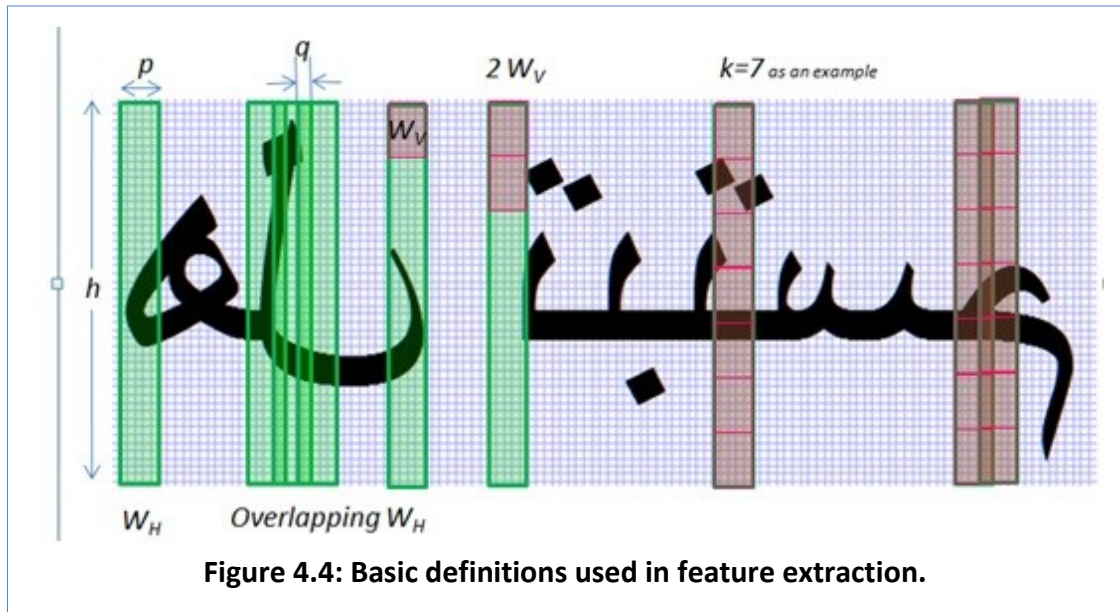 p q 2 W_V k=7 as an example
W_V
h
W_H Overlapping W_H
Figure 4.4: Basic definitions used in feature extraction.